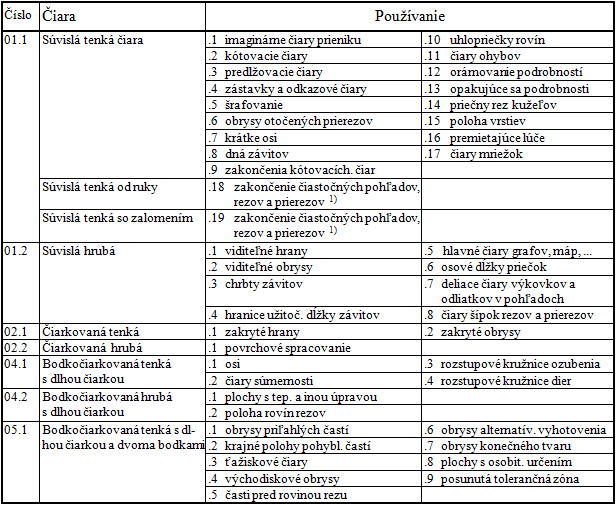 Číslo Čiara Používanie
01.1 Súvislá tenká čiara .1 imagináme čiary prieniku .10 uhlopriečky rovín
.2 kótovacie čiary .11 čiary ohybov
.3 predlžovacie čiary .12 orámovanie podrobností
.4 zástavky a odkazové čiary .13 opakujúce sa podrobnosti
.5 šrafovanie .14 priečny rez kužeľov
.6 obrysy otočených prierezov .15 poloha vrstiev
.7 krátke osi .16 premietajúce lúče
.8 dná závitov .17 čiary mriežok
.9 zakončenia kótovacích. čiar
Súvislá tenká od ruky .18 zakončenie čiastočných pohľadov,
rezov a prierezov 1)
Súvislá tenká so zalomením .19 zakončenie čiastočných pohľadov,
rezov a prierezov 1)
01.2 Súvislá hrubá .1 viditeľné hrany .5 hlavné čiary grafov, máp, ...
.2 viditeľné obrysy .6 osové dĺžky priečok
.3 chrbty závitov .7 deliace čiary výkovkov a
odliatkov v pohľadoch
.4 hranice užitoč. dĺžky závitov .8 čiary šípok rezov a prierezov
02.1 Čiarkovaná tenká .1 zakryté hrany .2 zakryté obrysy
02.2 Čiarkovaná hrubá .1 povrchové spracovanie
04.1 Bodkočiarkovaná tenká .1 osi .3 rozstupové kružnice ozubenia
s dlhou čiarkou .2 čiary súmernosti .4 rozstupové kružnice dier
04.2 Bodkočiarkovaná hrubá .1 plochy s tep. a inou úpravou
s dlhou čiarkou .2 poloha rovín rezov
05.1 Bodkočiarkovaná tenká s dl- .1 obrysy priľahlých častí .6 obrysy alternatív. vyhotovenia
hou čiarkou a dvoma bodkami .2 krajné polohy pohybl. častí .7 obrysy konečného tvaru
.3 ťažiskové čiary .8 plochy s osobit. určením
.4 východiskové obrysy .9 posunutá tolerančná zóna
.5 časti pred rovinou rezu